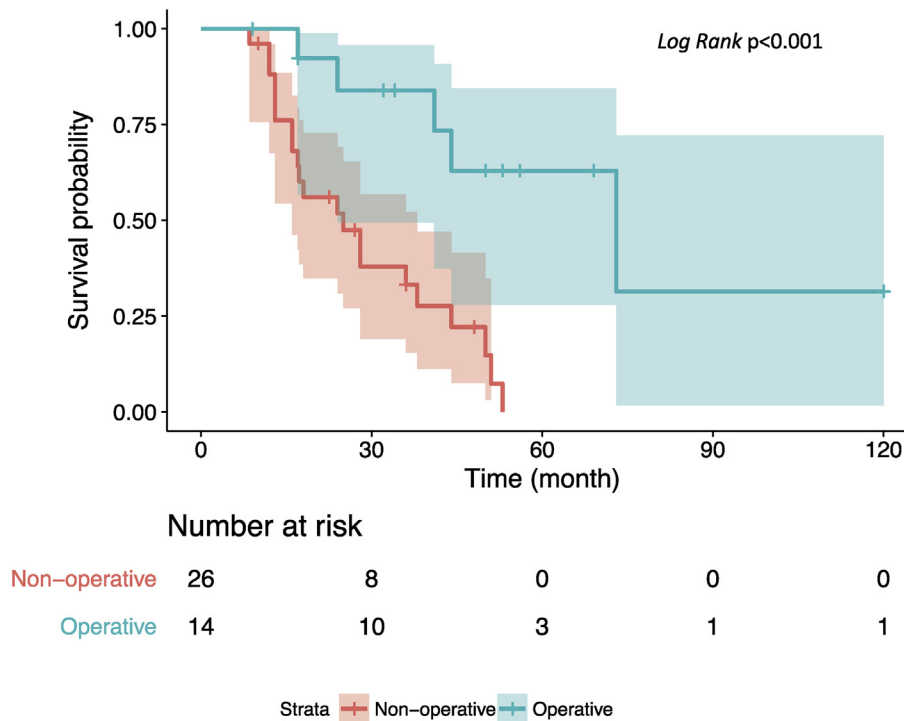 Log Rank p<0.001
Survival probability
1.00
0.75
0.50
0.25
0.00
0 30 60 90 120
Time (month)
Number at risk
Non−operative 26 8 0 0 0
Operative 14 10 3 1 1
Strata Non−operative Operative